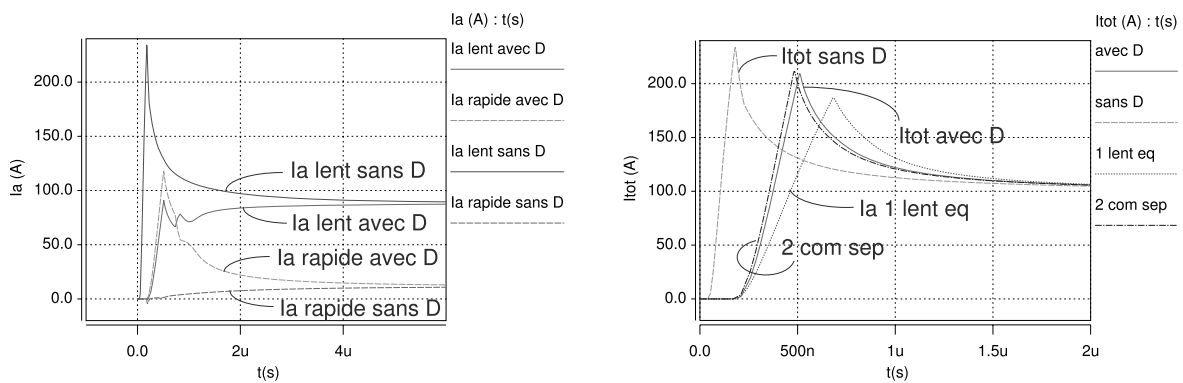 Ia (A) : t(s)
Ia lent avec D
Ia rapide avec D
Ia lent sans D
Ia rapide sans D
200.0
150.0
100.0
50.0
0.0
Ia (A)
Ia lent sans D
Ia lent avec D
Ia rapide avec D
Ia rapide sans D
0.0 2u 4u
t(s)
Itot (A) : t(s)
avec D
sans D
1 lent eq
2 com sep
200.0
150.0
100.0
50.0
0.0
Itot (A)
Itot sans D
Itot avec D
Ia 1 lent eq
2 com sep
0.0 500n 1u 1.5u 2u
t(s)